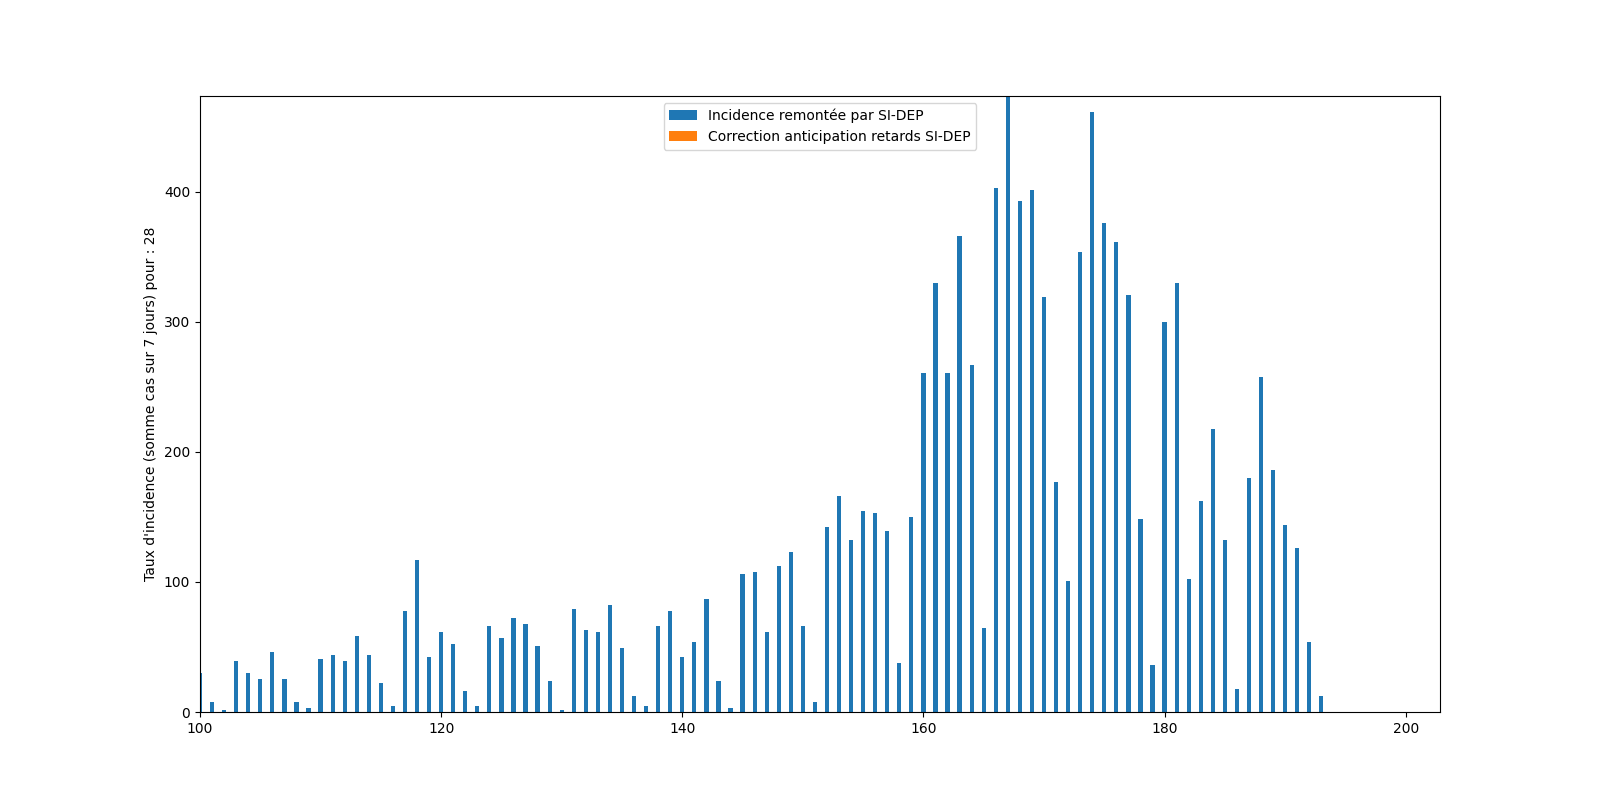 Incidence remontée par SI-DEP
Correction anticipation retards SI-DEP
Taux d'incidence (somme cas sur 7 jours) pour : 28
400
300
200
100
0
100 120 140 160 180 200